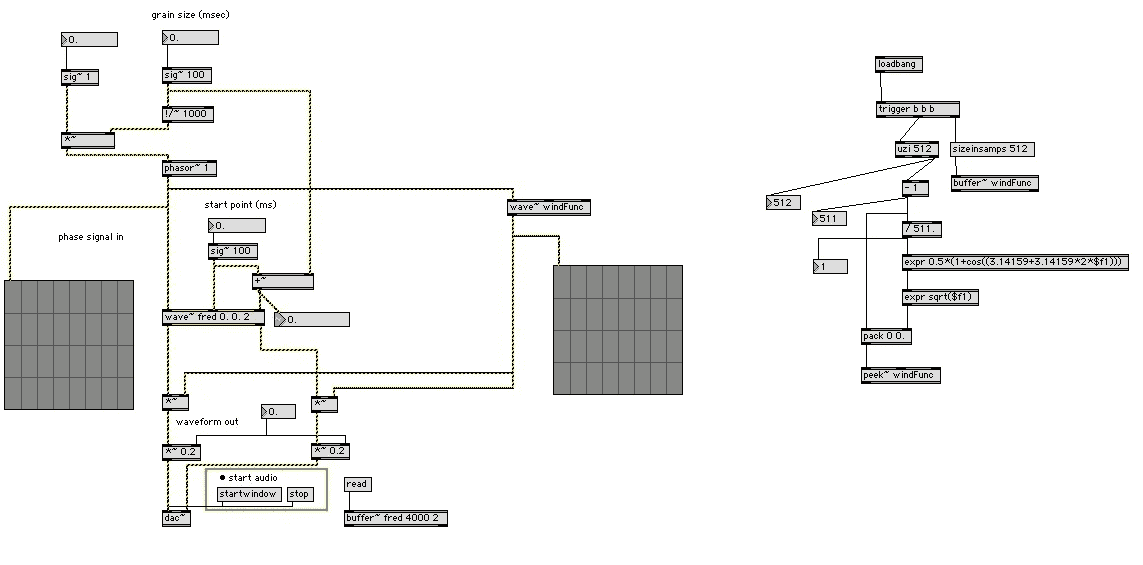 grain size (msec)
0.
0.
sig~ 1
sig~ 100
!/~ 1000
*~
phasor~ 1
start point (ms)
wave~ windFunc
0.
phase signal in
sig~ 100
+~
wave~ fred 0. 0. 2
0.
*~
*~
0.
waveform out
*~ 0.2
*~ 0.2
start audio
startwindow
stop
read
dac~
buffer~ fred 4000 2
loadbang
trigger b b b
uzi 512
sizeinsamps 512
- 1
buffer~ windFunc
512
511
/ 511.
1
expr 0.5*(1+cos((3.14159+3.14159*2*$f1)))
expr sqrt($f1)
pack 0 0.
peek~ windFunc